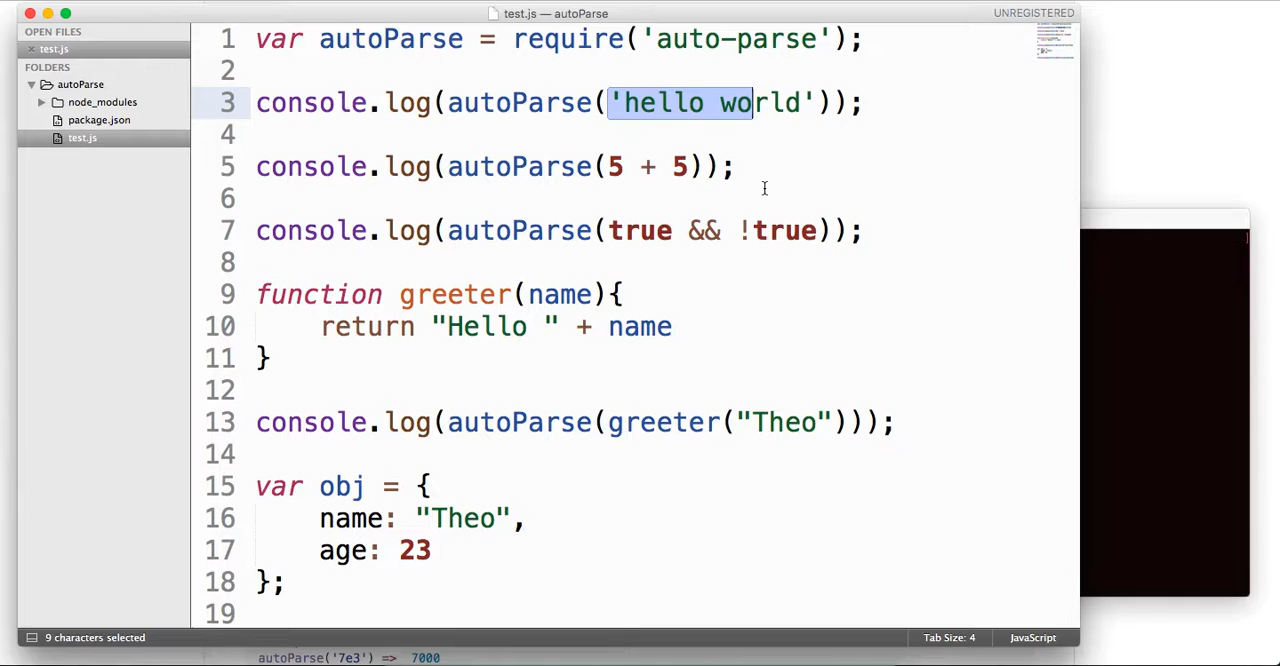 test.js — autoParse
UNREGISTERED
OPEN FILES
test.js
FOLDERS
autoParse
node_modules
package.json
test.js
1 var autoParse = require('auto-parse');
2
3 console.log(autoParse('hello world'));
4
5 console.log(autoParse(5 + 5));
6
7 console.log(autoParse(true && !true));
8
9 function greeter(name){
10     return "Hello " + name
11 }
12
13 console.log(autoParse(greeter("Theo")));
14
15 var obj = {
16     name: "Theo",
17     age: 23
18 };
19
9 characters selected
Tab Size: 4
JavaScript
autoParse('7e3') => 7000